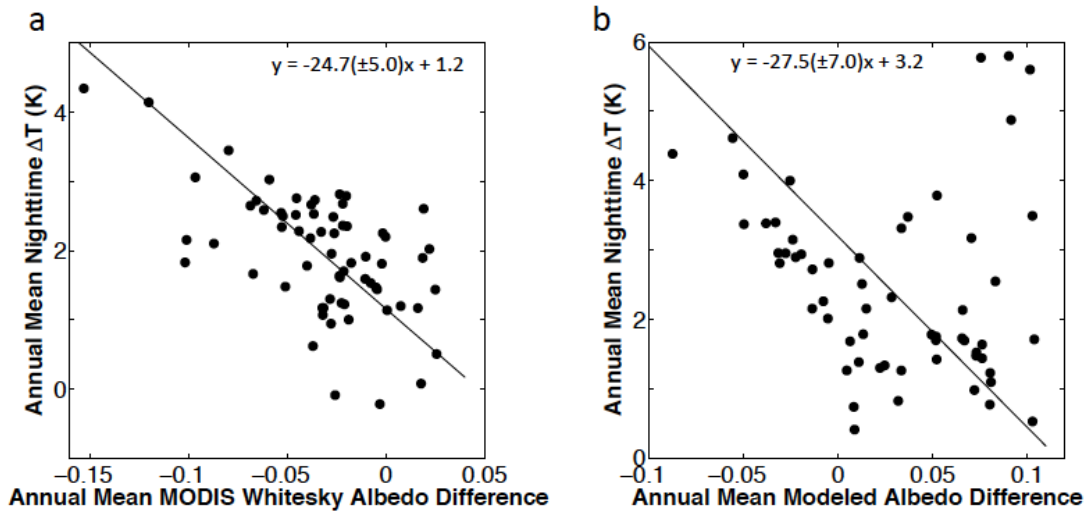 a
y = -24.7(±5.0)x + 1.2
Annual Mean Nighttime ΔT (K)
4
2
0
−0.15
−0.1
−0.05
0
0.05
Annual Mean MODIS Whitesky Albedo Difference
b
y = -27.5(±7.0)x + 3.2
Annual Mean Nighttime ΔT (K)
6
4
2
0
−0.1
−0.05
0
0.05
0.1
Annual Mean Modeled Albedo Difference